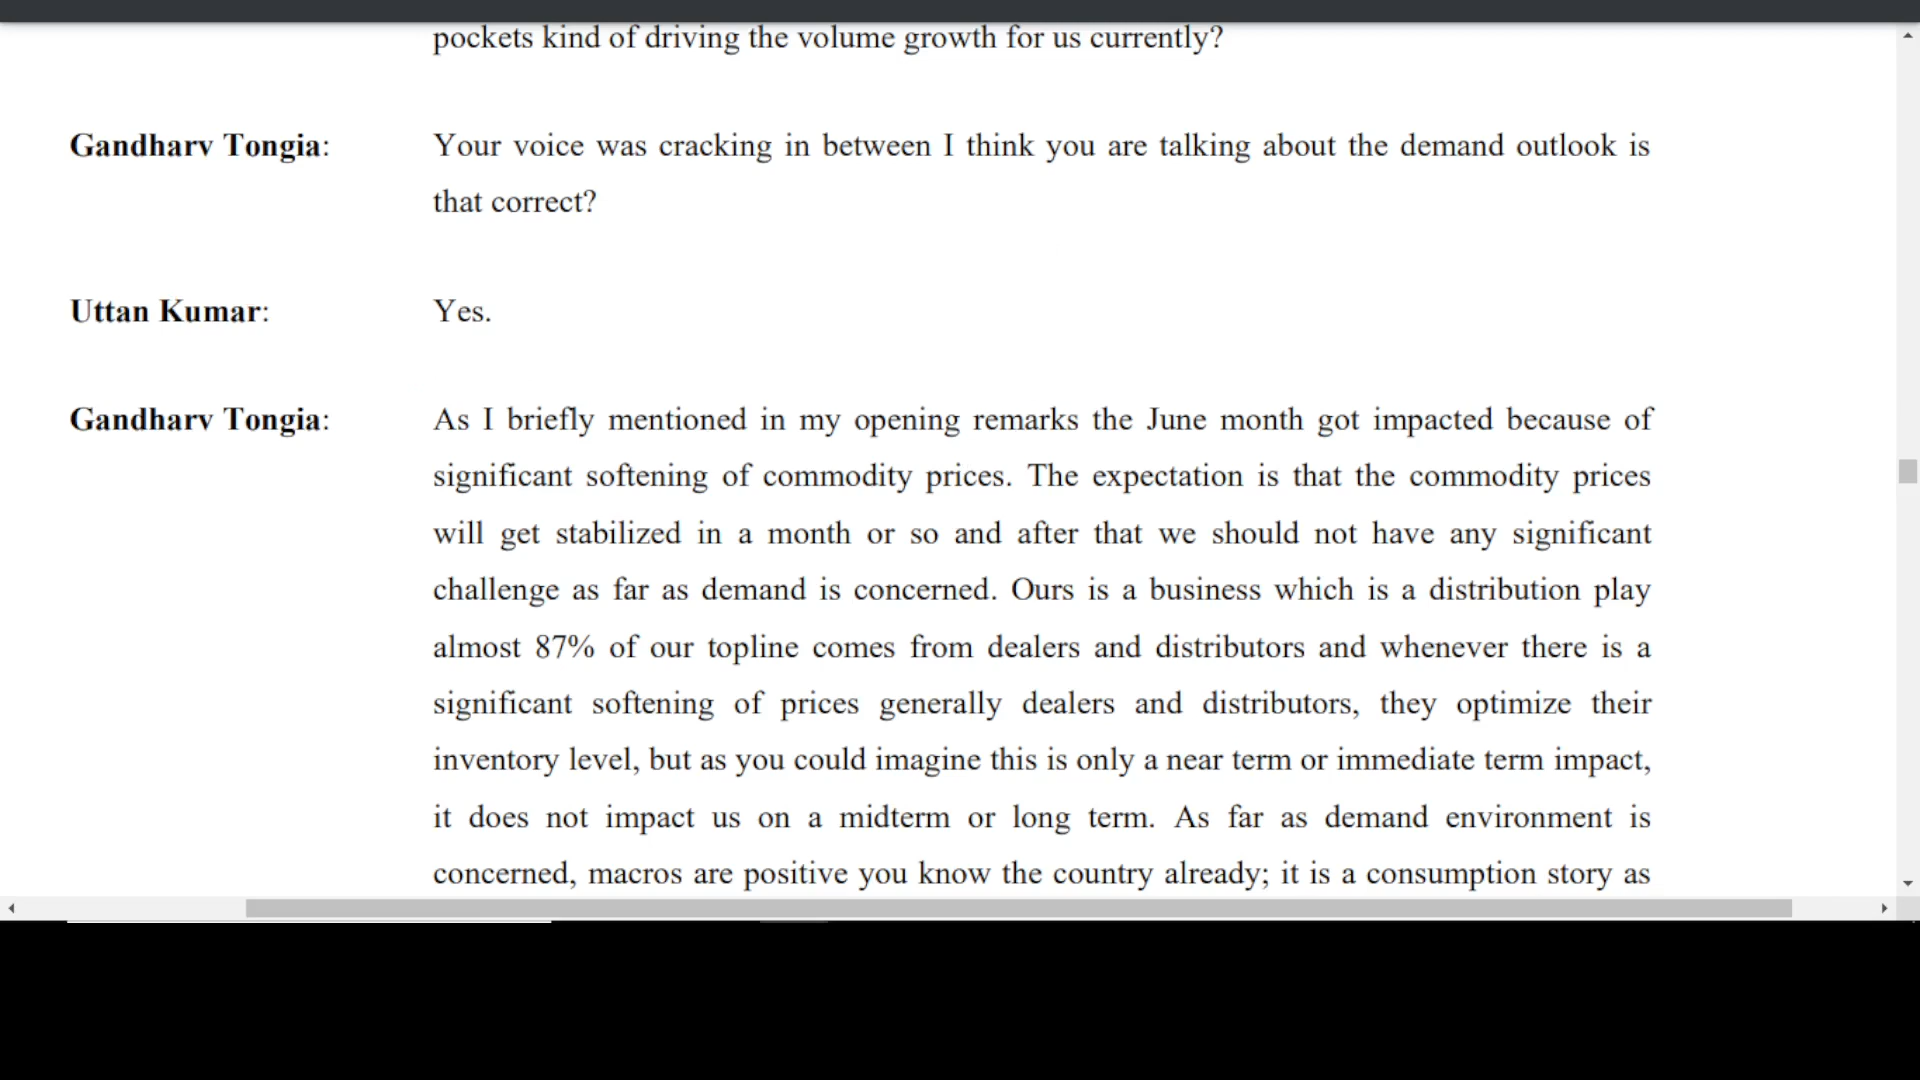 pockets kind of driving the volume growth for us currently?
Gandharv Tongia: Your voice was cracking in between I think you are talking about the demand outlook is
that correct?
Uttan Kumar: Yes.
Gandharv Tongia: As I briefly mentioned in my opening remarks the June month got impacted because of
significant softening of commodity prices. The expectation is that the commodity prices
will get stabilized in a month or so and after that we should not have any significant
challenge as far as demand is concerned. Ours is a business which is a distribution play
almost 87% of our topline comes from dealers and distributors and whenever there is a
significant softening of prices generally dealers and distributors, they optimize their
inventory level, but as you could imagine this is only a near term or immediate term impact,
it does not impact us on a midterm or long term. As far as demand environment is
concerned, macros are positive you know the country already; it is a consumption story as